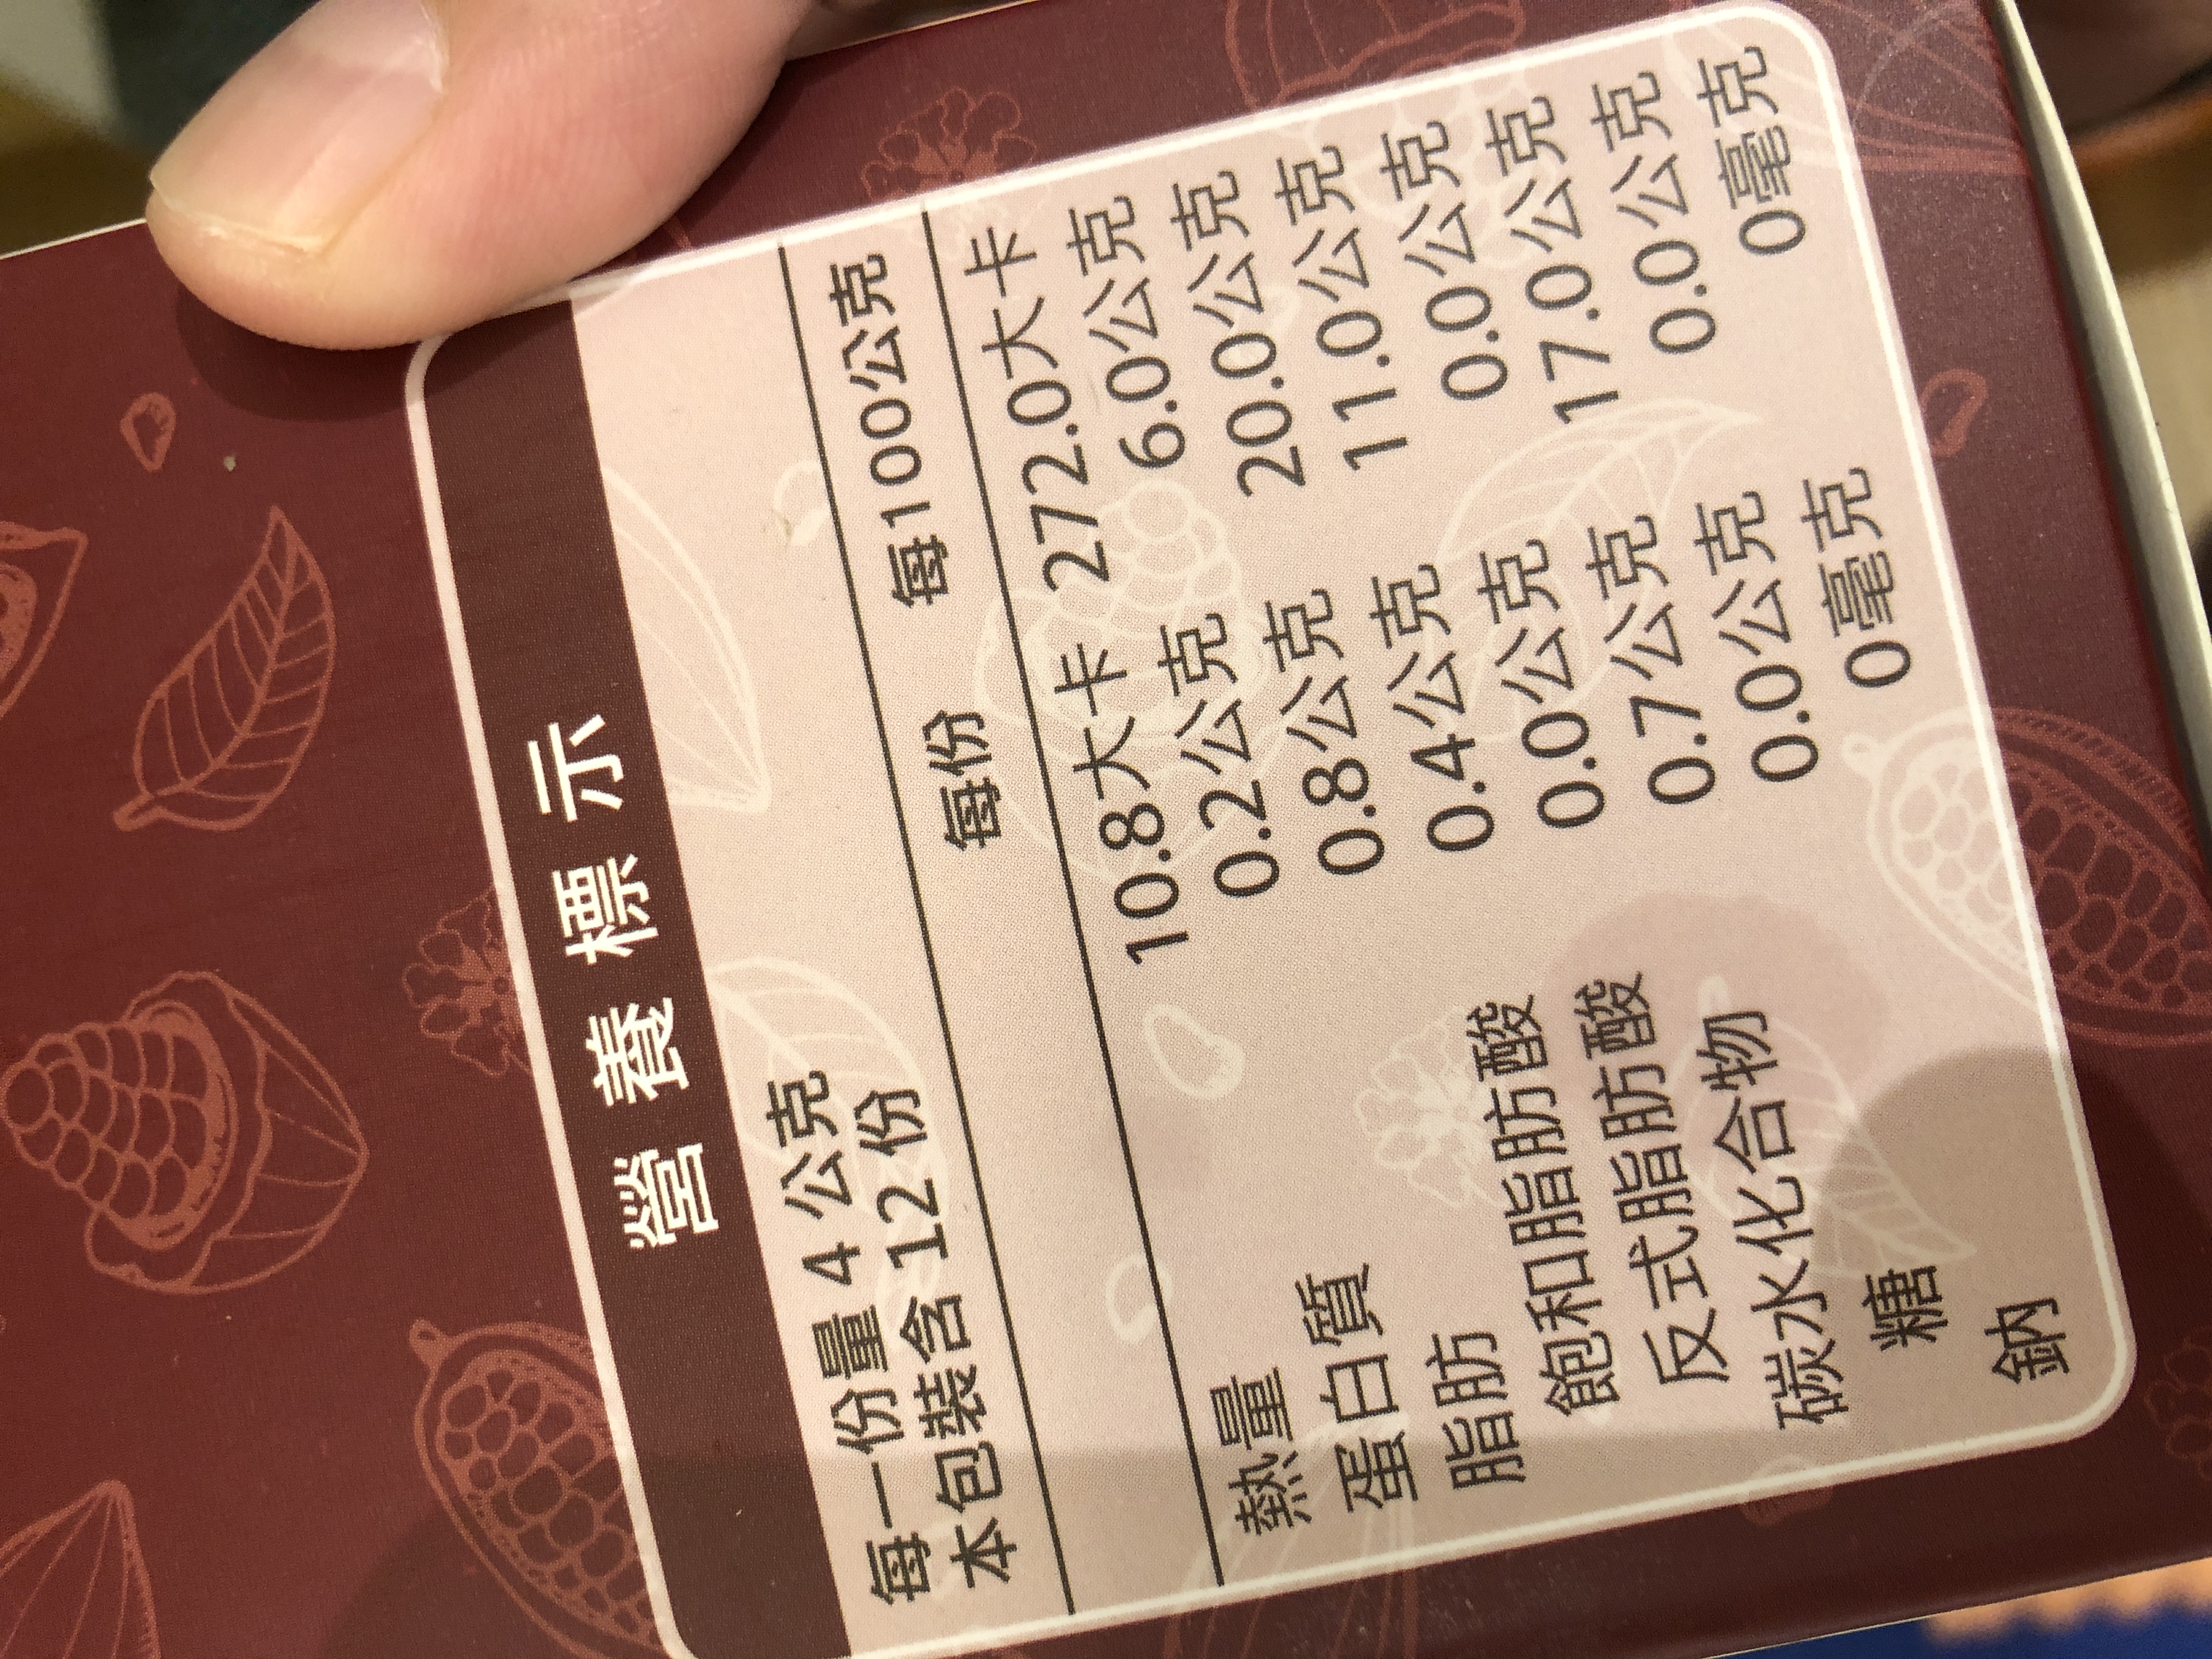 營養標示
每一份量 4 公克
本包裝含 12 份
每份 每100公克
熱量 10.8大卡 272.0大卡
蛋白質 0.2公克 6.0公克
脂肪 0.8公克 20.0公克
飽和脂肪酸 0.4公克 11.0公克
反式脂肪酸 0.0公克 0.0公克
碳水化合物 0.7公克 17.0公克
糖 0.0公克 0.0公克
鈉 0毫克 0毫克